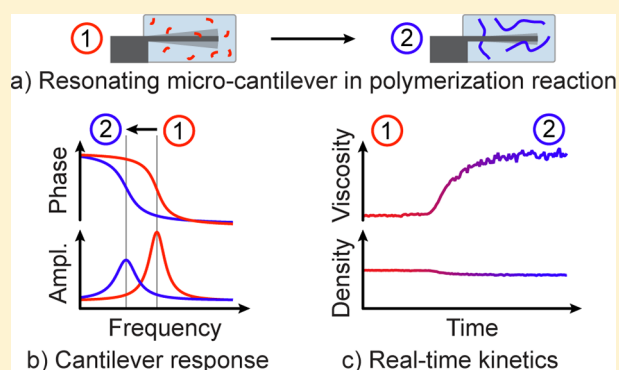 1
2
a) Resonating micro-cantilever in polymerization reaction
2
1
Phase
Ampl.
Frequency
b) Cantilever response
1
2
Viscosity
Density
Time
c) Real-time kinetics